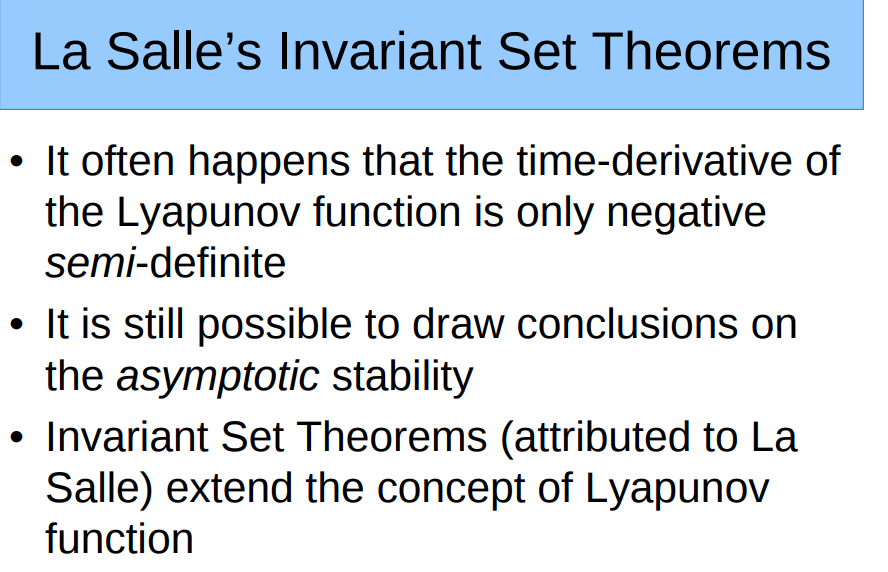 La Salle’s Invariant Set Theorems
• It often happens that the time-derivative of
the Lyapunov function is only negative
semi-definite
• It is still possible to draw conclusions on
the asymptotic stability
• Invariant Set Theorems (attributed to La
Salle) extend the concept of Lyapunov
function